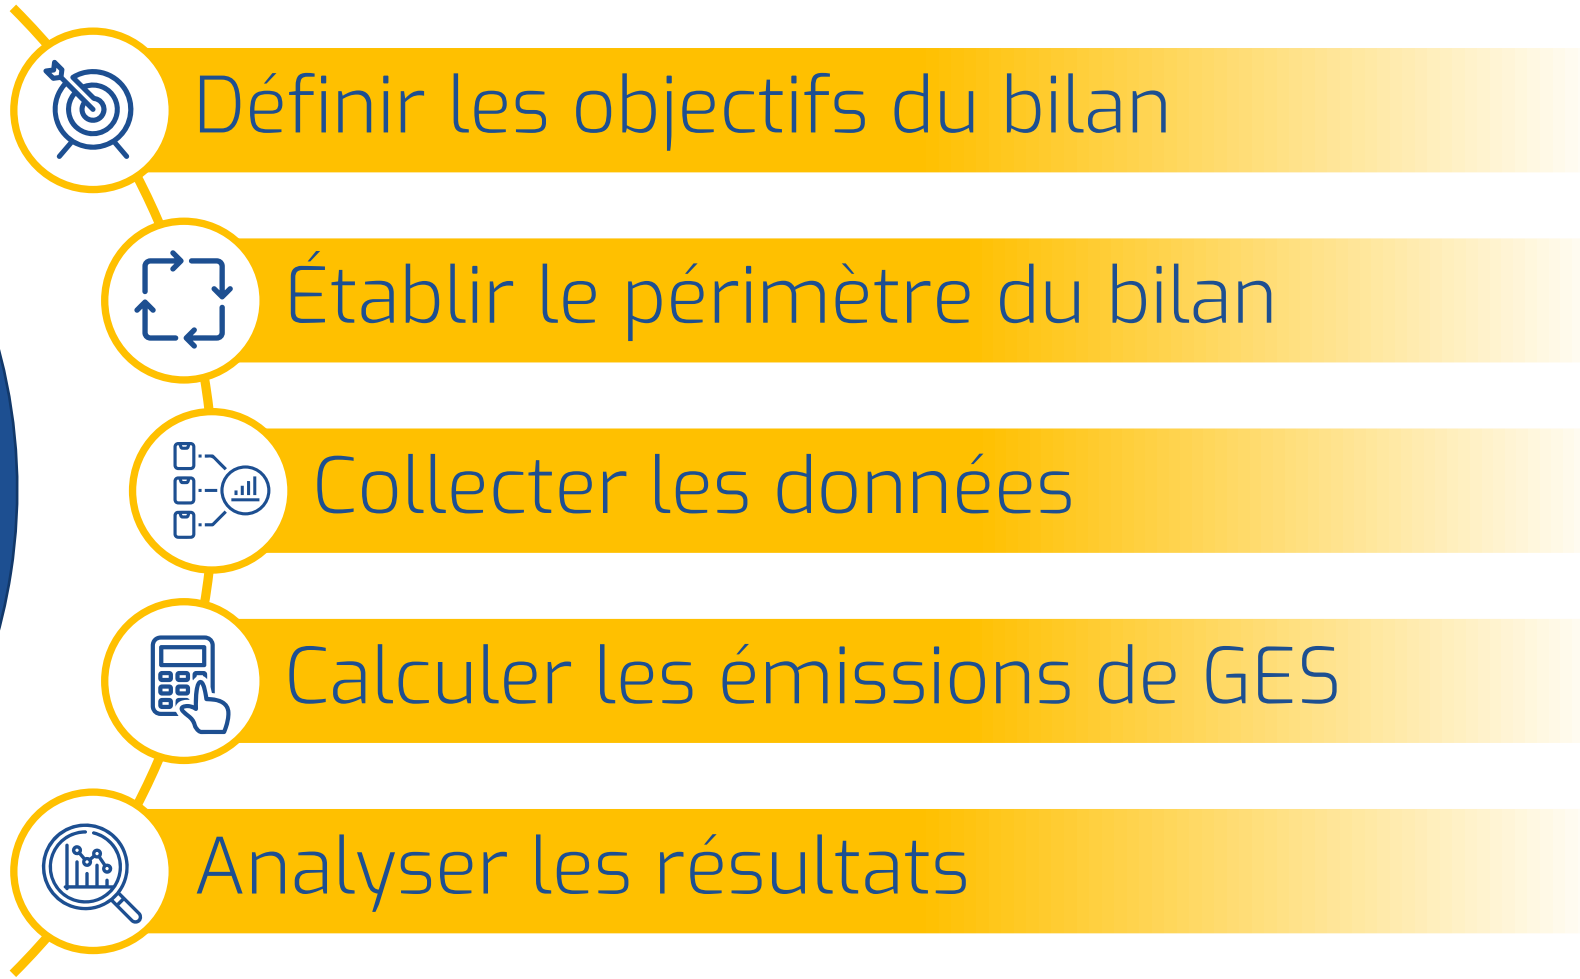 Définir les objectifs du bilan
Établir le périmètre du bilan
Collecter les données
Calculer les émissions de GES
Analyser les résultats